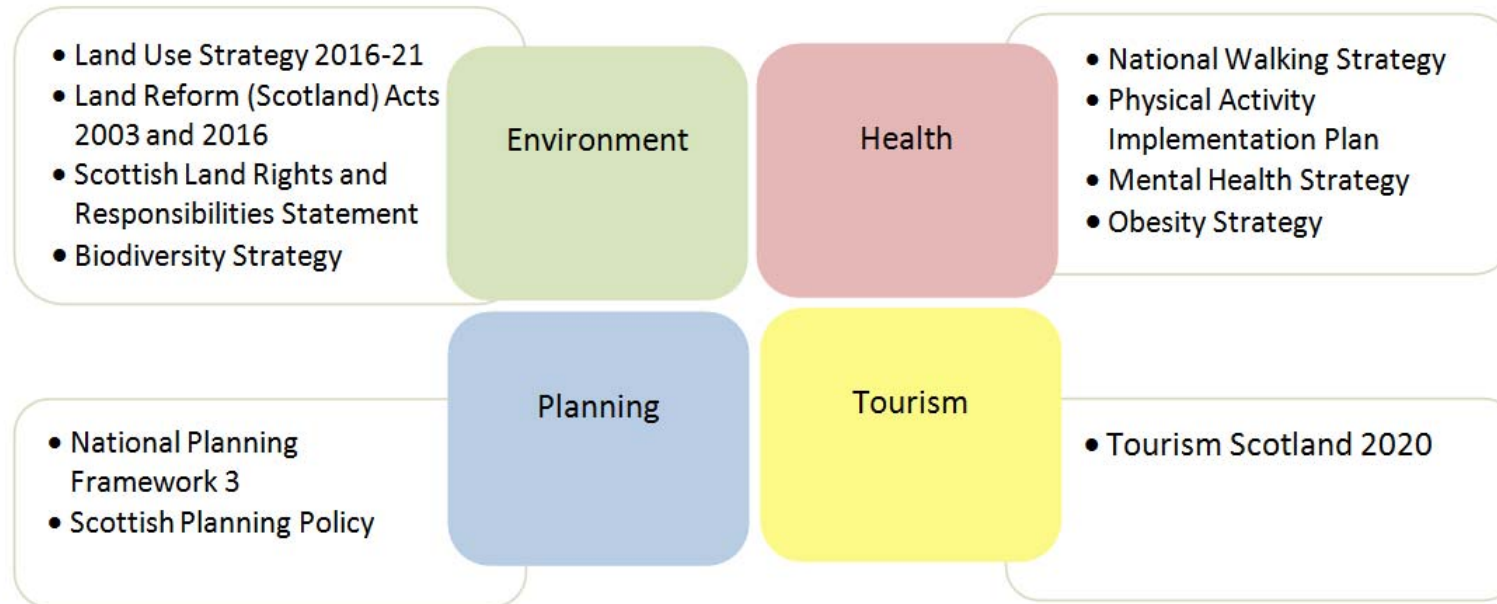 • Land Use Strategy 2016-21
• Land Reform (Scotland) Acts
2003 and 2016
• Scottish Land Rights and
Responsibilities Statement
• Biodiversity Strategy
Environment
Health
• National Walking Strategy
• Physical Activity
Implementation Plan
• Mental Health Strategy
• Obesity Strategy
• National Planning
Framework 3
• Scottish Planning Policy
Planning
Tourism
• Tourism Scotland 2020